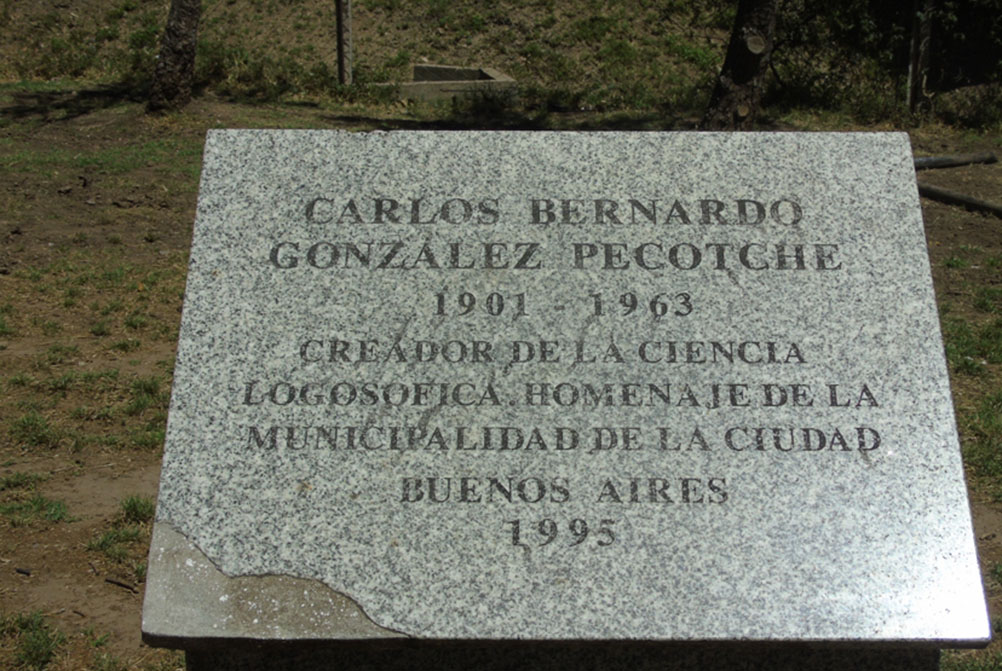 CARLOS BERNARDO
GONZÁLEZ PECOTCHE
1901 - 1963
CREADOR DE LA CIENCIA
LOGOSOFICA. HOMENAJE DE LA
MUNICIPALIDAD DE LA CIUDAD
BUENOS AIRES
1995